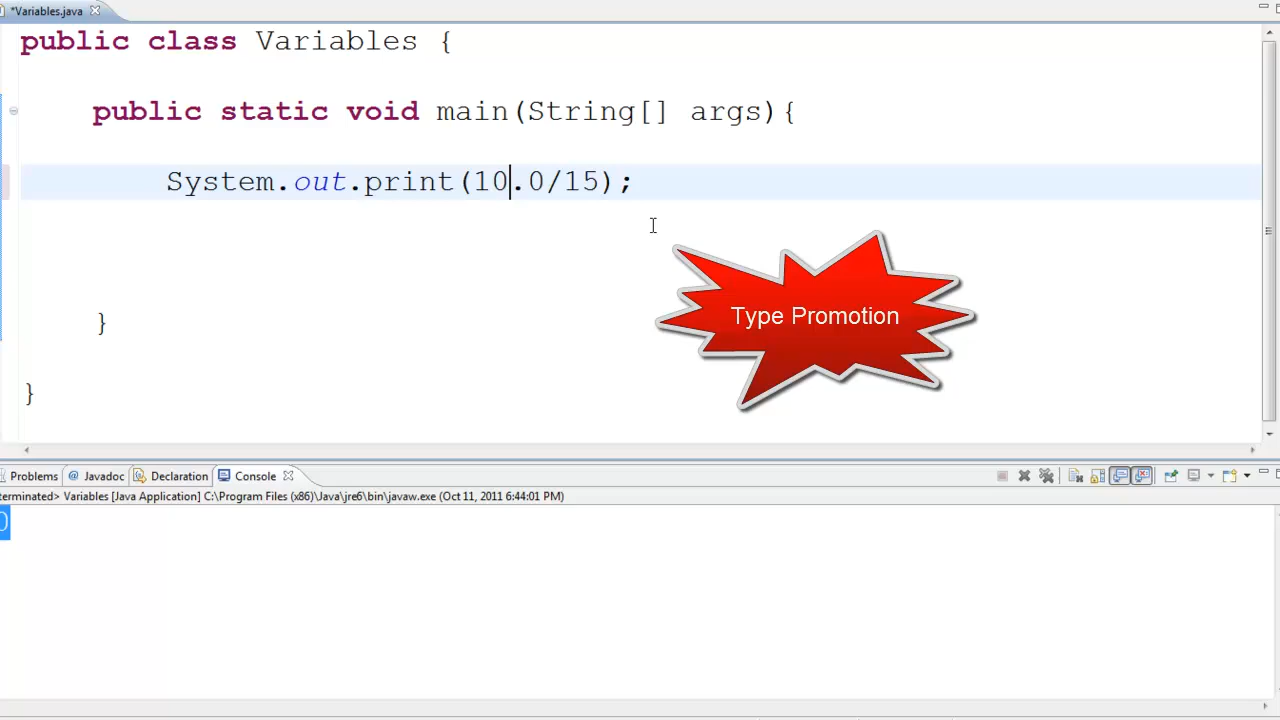 *Variables.java
public class Variables {
public static void main(String[] args){
System.out.print(10.0/15);
Type Promotion
}
}
Problems @ Javadoc Declaration Console
terminated> Variables [Java Application] C:\Program Files (x86)\Java\jre6\bin\javaw.exe (Oct 11, 2011 6:44:01 PM)
0